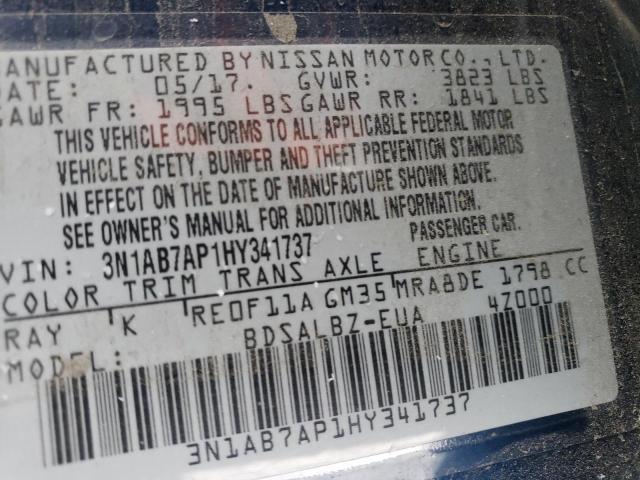 MANUFACTURED BY NISSAN MOTOR CO., LTD.
DATE: 05/17. GVWR: 3823 LBS
GAWR FR: 1995 LBS GAWR RR: 1841 LBS
THIS VEHICLE CONFORMS TO ALL APPLICABLE FEDERAL MOTOR
VEHICLE SAFETY, BUMPER AND THEFT PREVENTION STANDARDS
IN EFFECT ON THE DATE OF MANUFACTURE SHOWN ABOVE.
SEE OWNER'S MANUAL FOR ADDITIONAL INFORMATION.
VIN: 3N1AB7AP1HY341737 PASSENGER CAR.
COLOR TRIM TRANS AXLE ENGINE
RAY K RE0F11A GM35 MRA8DE 1798 CC
MODEL: BDSALBZ-EUA 4Z000
3N1AB7AP1HY341737